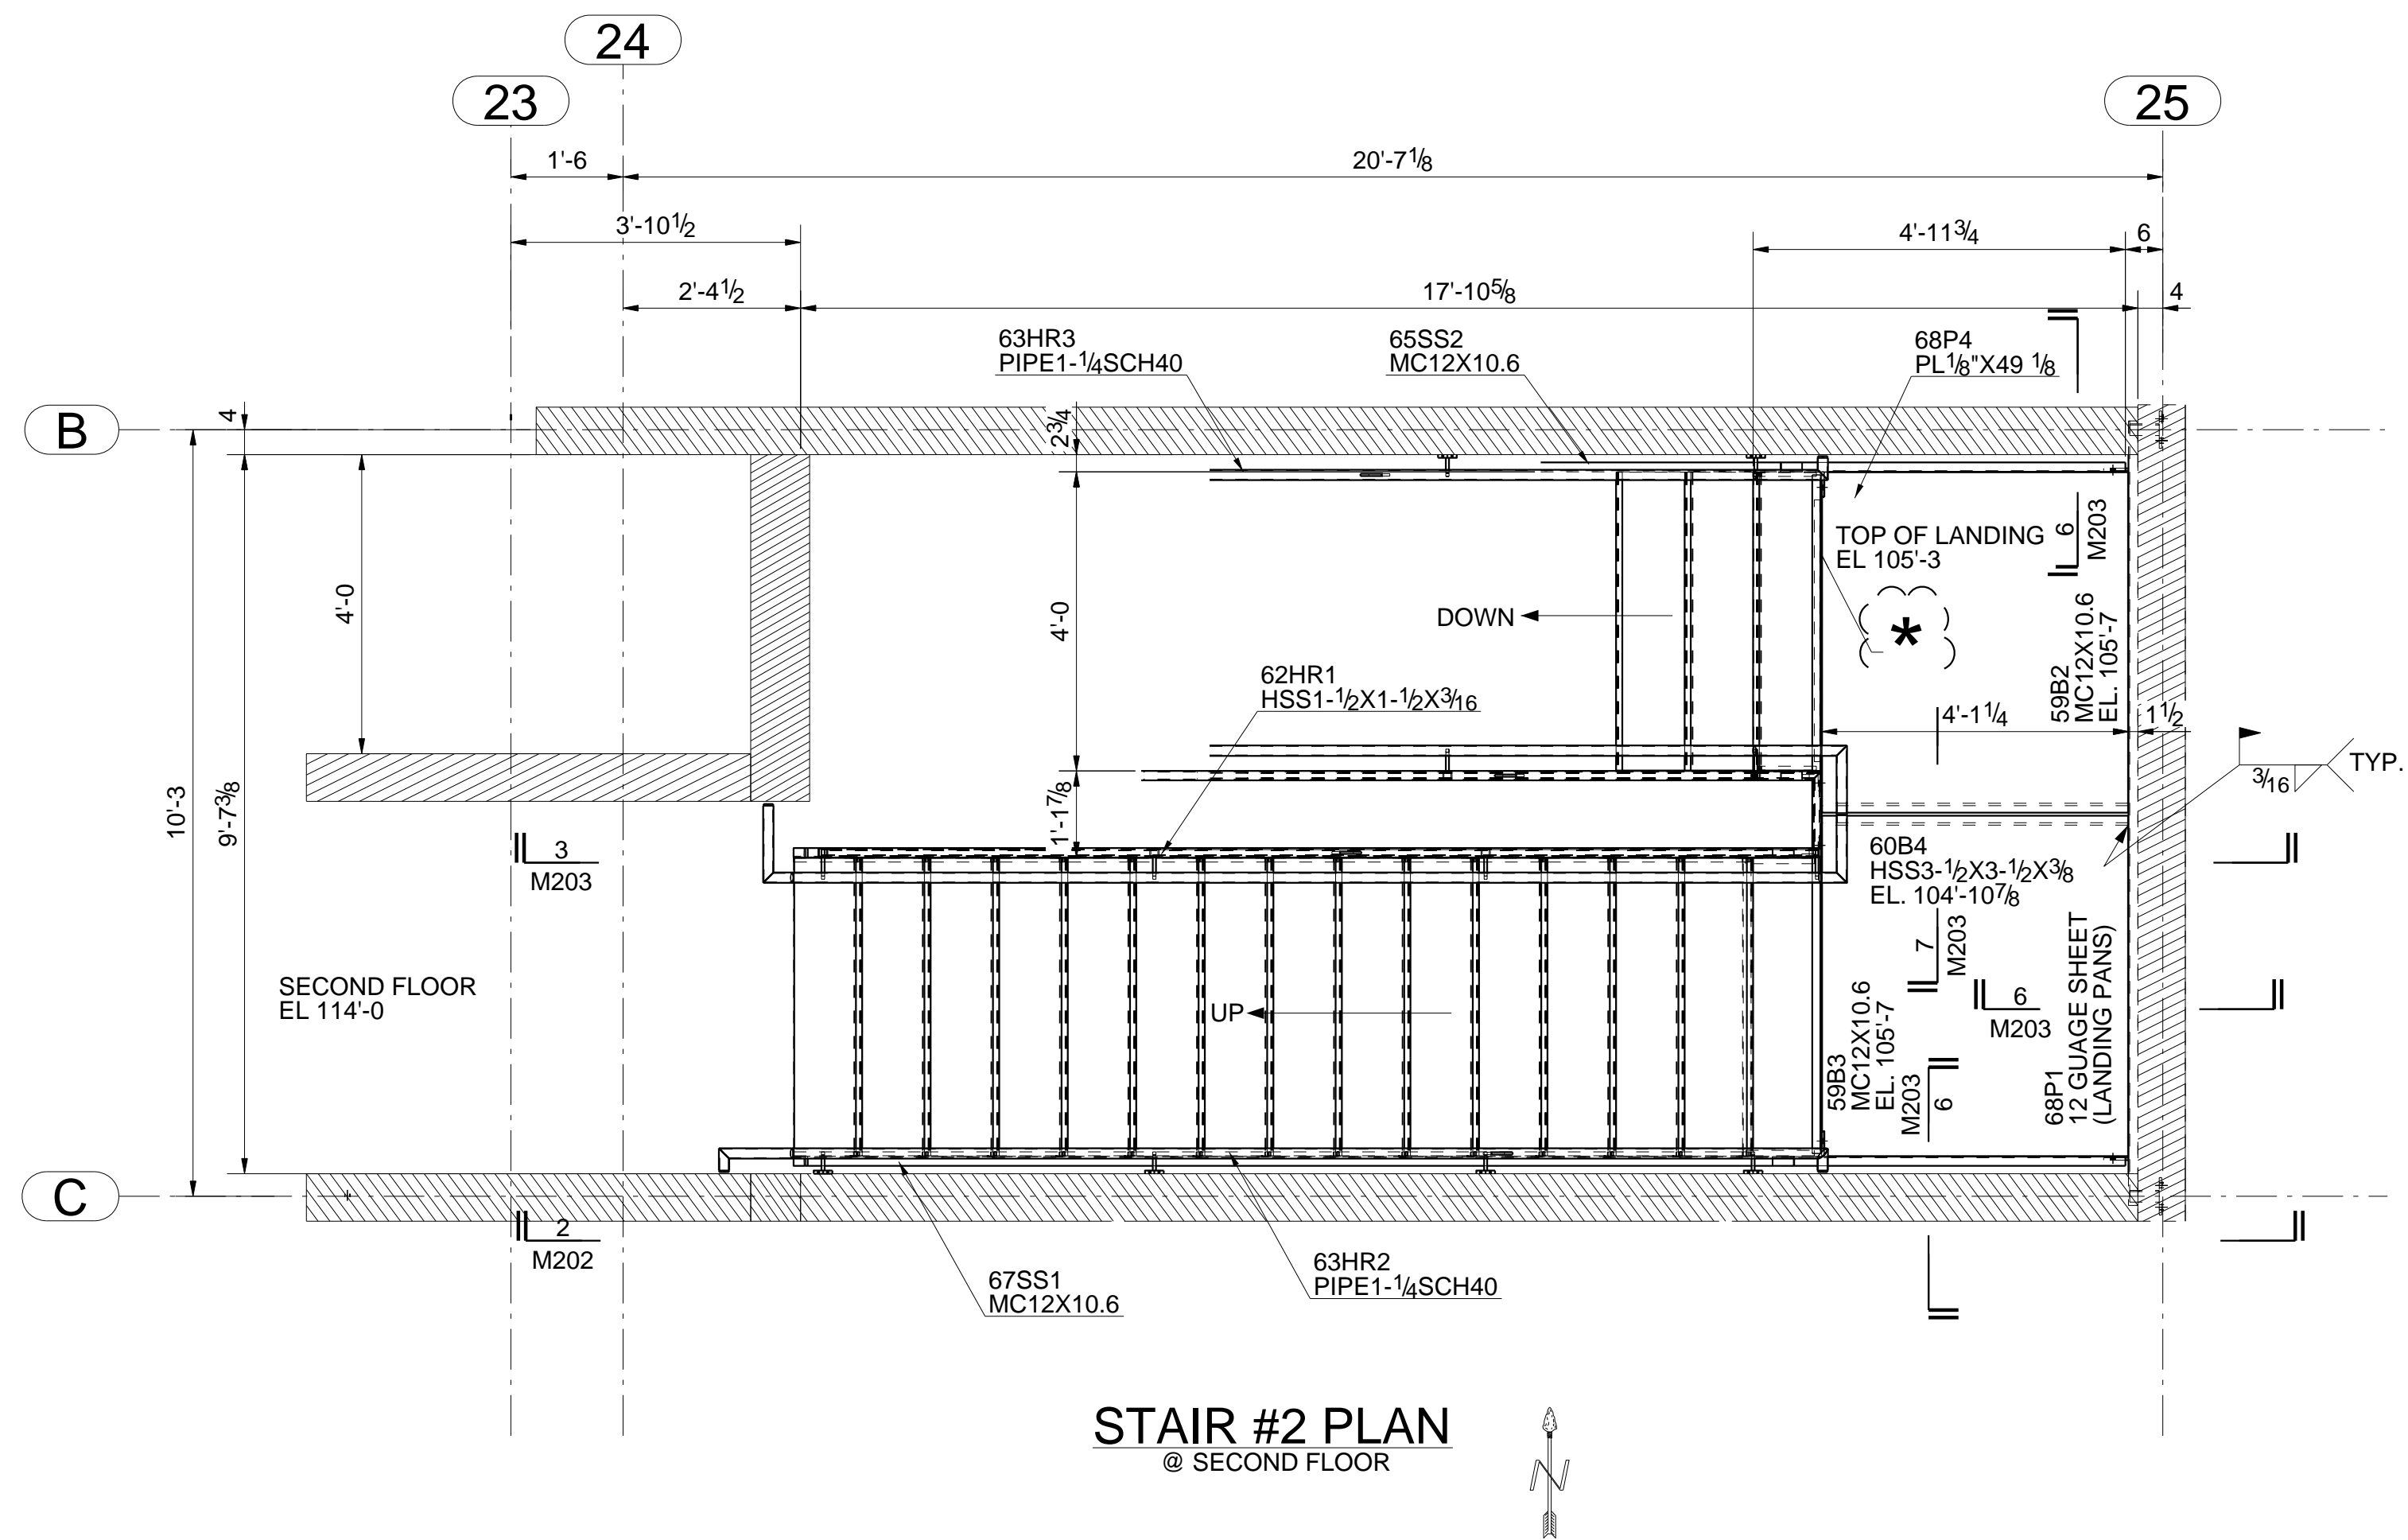 24
23
25
1'-6
20'-7 1/8
3'-10 1/2
4'-11 3/4
6
2'-4 1/2
17'-10 5/8
4
63HR3
PIPE1-1/4SCH40
65SS2
MC12X10.6
68P4
PL1/8"X49 1/8
B
4
2 3/4
TOP OF LANDING
EL 105'-3
6
M203
*
4'-0
4'-0
DOWN
59B2
MC12X10.6
EL. 105'-7
62HR1
HSS1-1/2X1-1/2X3/16
4'-1 1/4
1 1/2
3/16
TYP.
10'-3
9'-7 3/8
1'-1 7/8
3
M203
60B4
HSS3-1/2X3-1/2X3/8
EL. 104'-10 7/8
7
M203
SECOND FLOOR
EL 114'-0
UP
6
M203
59B3
MC12X10.6
EL. 105'-7
M203
6
68P1
12 GUAGE SHEET
(LANDING PANS)
C
2
M202
67SS1
MC12X10.6
63HR2
PIPE1-1/4SCH40
STAIR #2 PLAN
@ SECOND FLOOR
N